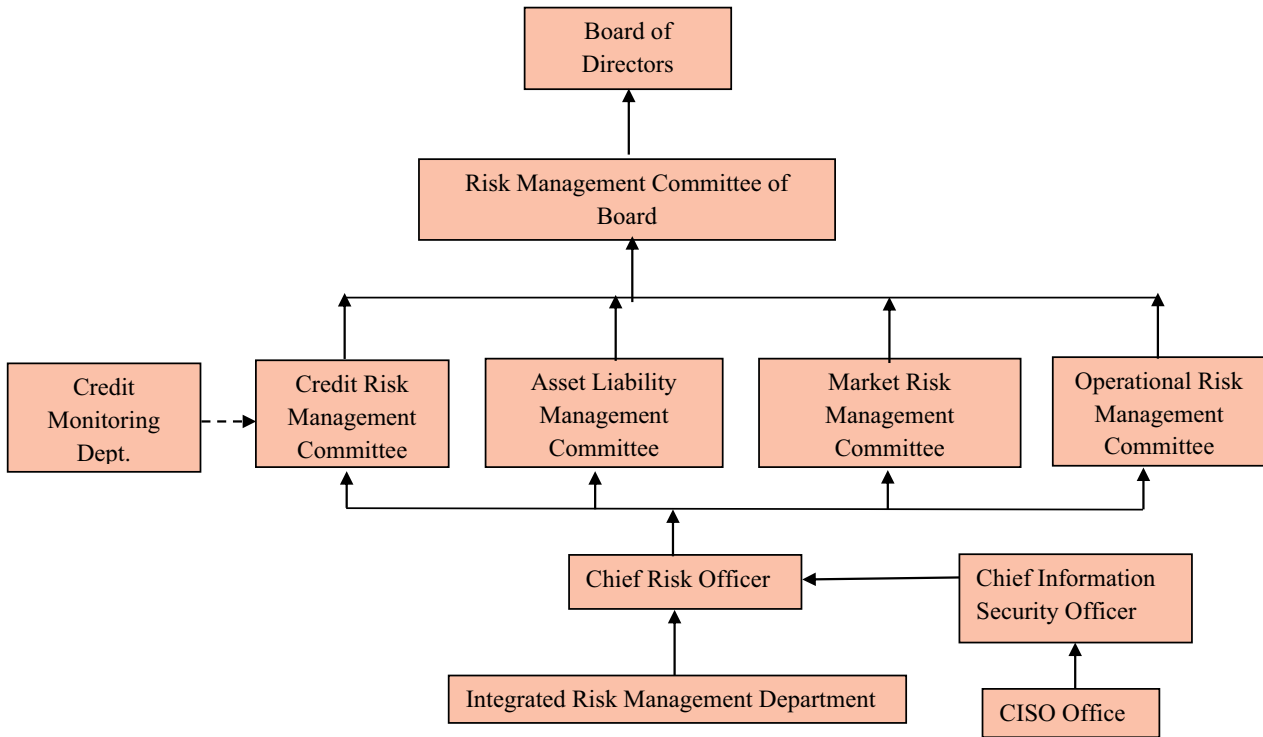 Board of
Directors
Risk Management Committee of
Board
Credit
Monitoring
Dept.
Credit Risk
Management
Committee
Asset Liability
Management
Committee
Market Risk
Management
Committee
Operational Risk
Management
Committee
Chief Risk Officer
Chief Information
Security Officer
Integrated Risk Management Department
CISO Office